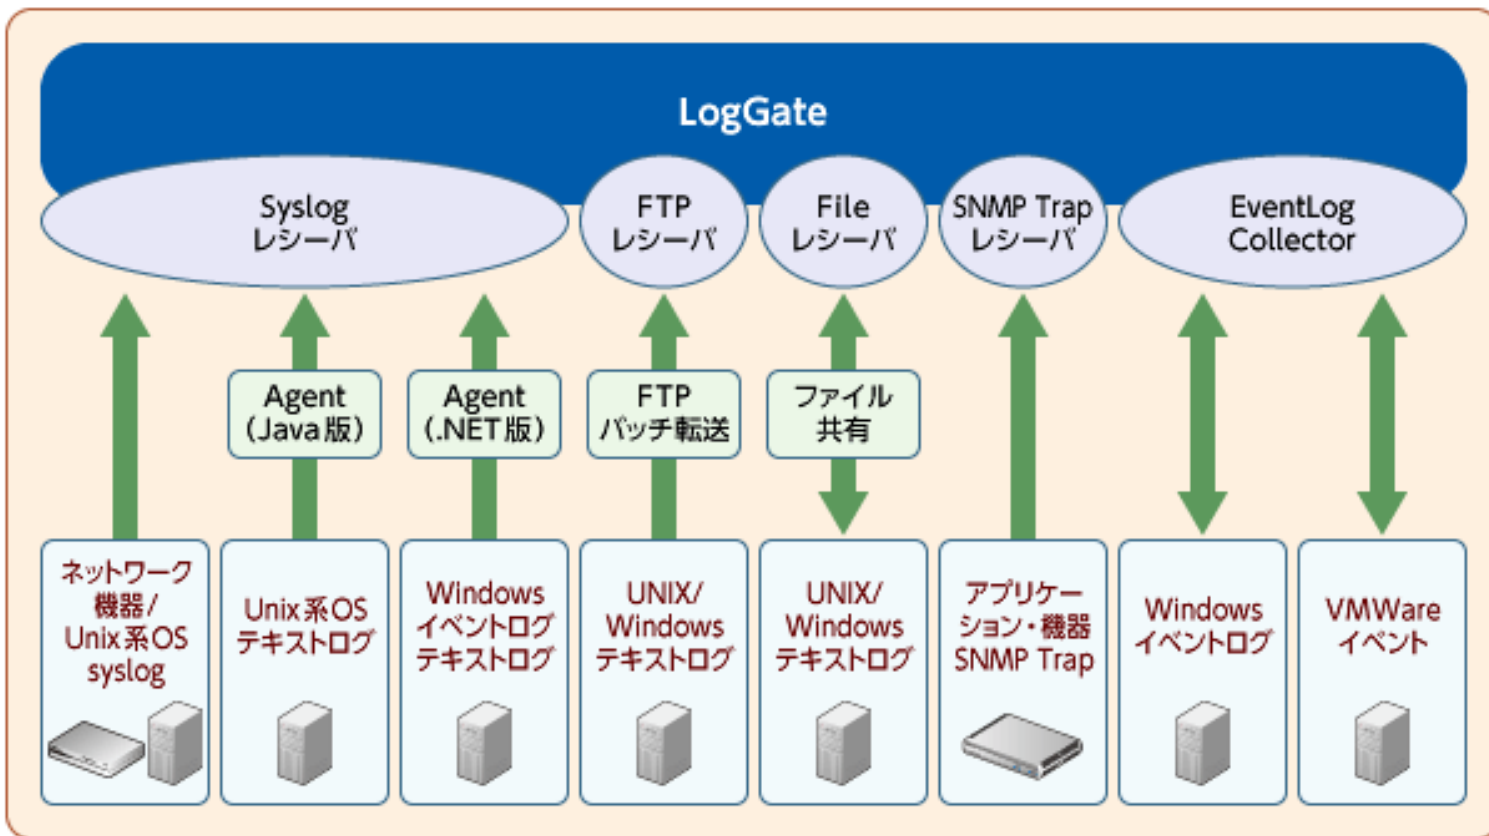 LogGate
Syslog
レシーバ
FTP
レシーバ
File
レシーバ
SNMP Trap
レシーバ
EventLog
Collector
Agent
(Java版)
Agent
(.NET版)
FTP
バッチ転送
ファイル
共有
ネットワーク
機器/
Unix系OS
syslog
Unix系OS
テキストログ
Windows
イベントログ
テキストログ
UNIX/
Windows
テキストログ
UNIX/
Windows
テキストログ
アプリケー
ション・機器
SNMP Trap
Windows
イベントログ
VMWare
イベント